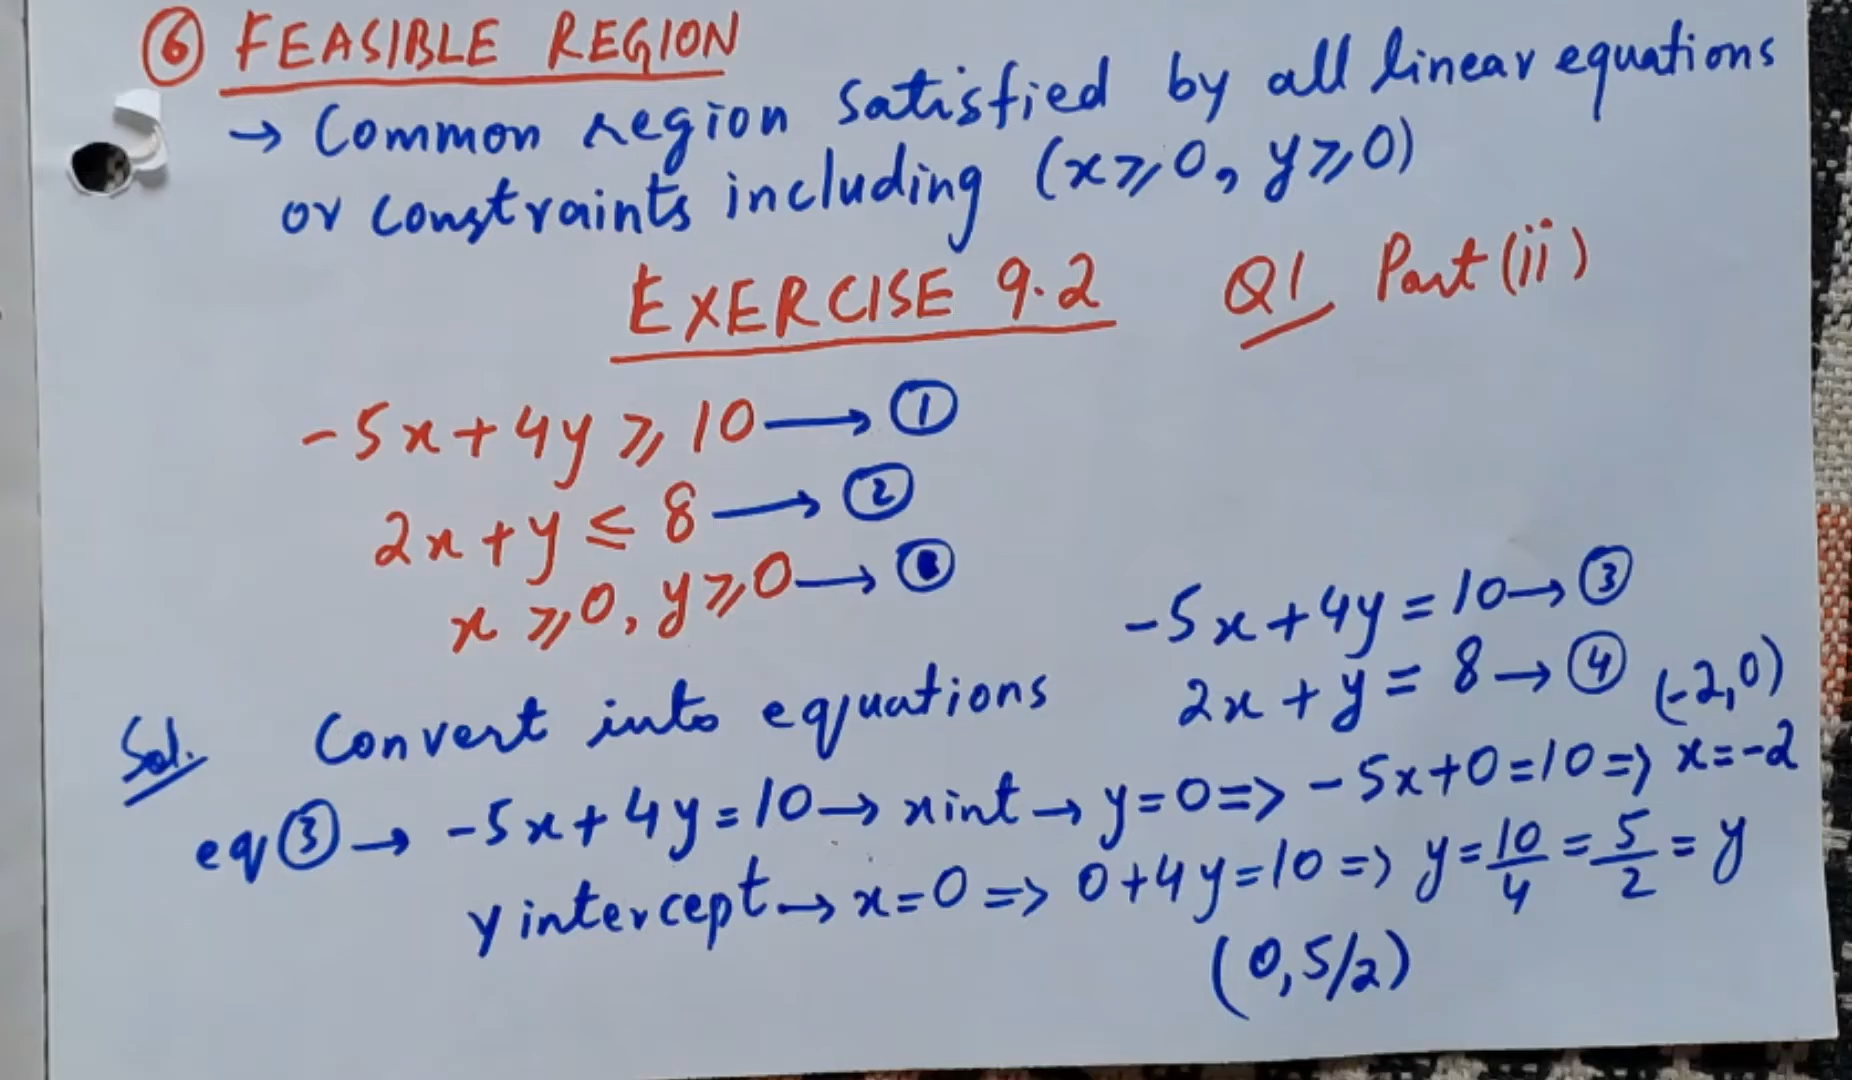 ⑥ FEASIBLE REGION
→ Common region satisfied by all linear equations
or constraints including (x⩾0, y⩾0)
EXERCISE 9.2 Q1 Part (ii)
-5x+4y ⩾ 10 → ①
2x+y ≤ 8 → ②
x ⩾0, y⩾0 →
-5x+4y = 10 → ③
2x+y = 8 → ④
Sol. Convert into equations
(-2,0)
eq ③ → -5x+4y=10 → x int → y=0 => -5x+0=10 => x=-2
Y intercept → x=0 => 0+4y=10 => y=10/4 = 5/2 = y
(0,5/2)